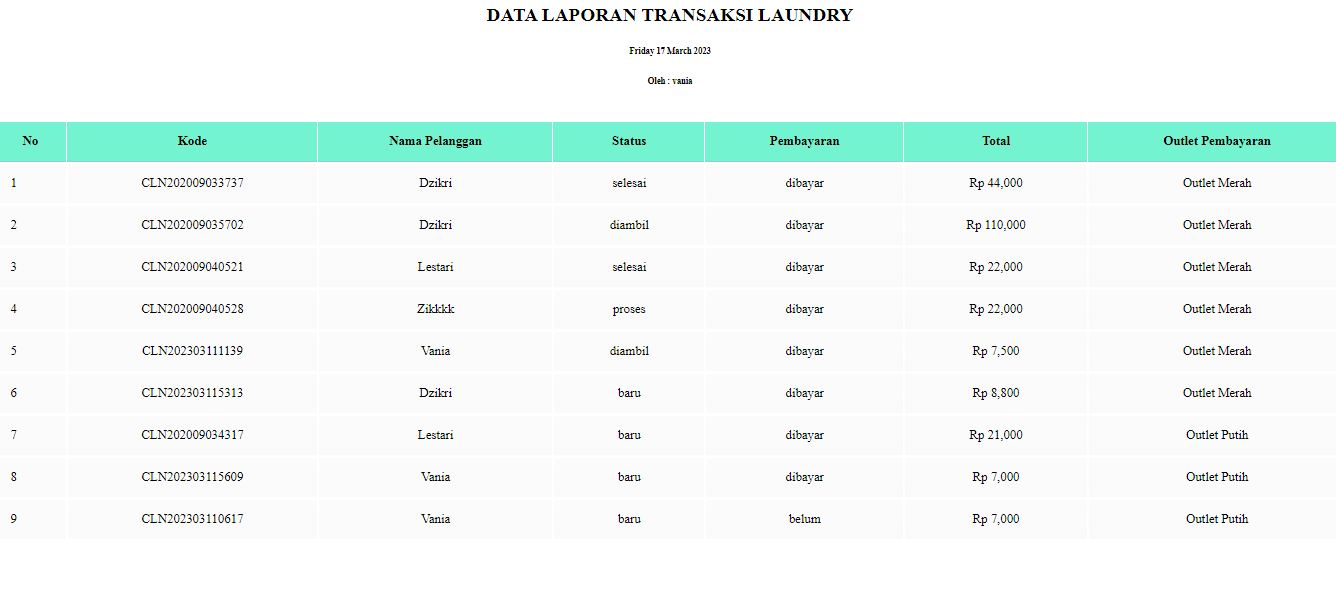 DATA LAPORAN TRANSAKSI LAUNDRY
Friday 17 March 2023
Oleh : vania
No Kode Nama Pelanggan Status Pembayaran Total Outlet Pembayaran
1 CLN202009033737 Dzikri selesai dibayar Rp 44,000 Outlet Merah
2 CLN202009035702 Dzikri diambil dibayar Rp 110,000 Outlet Merah
3 CLN202009040521 Lestari selesai dibayar Rp 22,000 Outlet Merah
4 CLN202009040528 Zikkkk proses dibayar Rp 22,000 Outlet Merah
5 CLN202303111139 Vania diambil dibayar Rp 7,500 Outlet Merah
6 CLN202303115313 Dzikri baru dibayar Rp 8,800 Outlet Merah
7 CLN202009034317 Lestari baru dibayar Rp 21,000 Outlet Putih
8 CLN202303115609 Vania baru dibayar Rp 7,000 Outlet Putih
9 CLN202303110617 Vania baru belum Rp 7,000 Outlet Putih